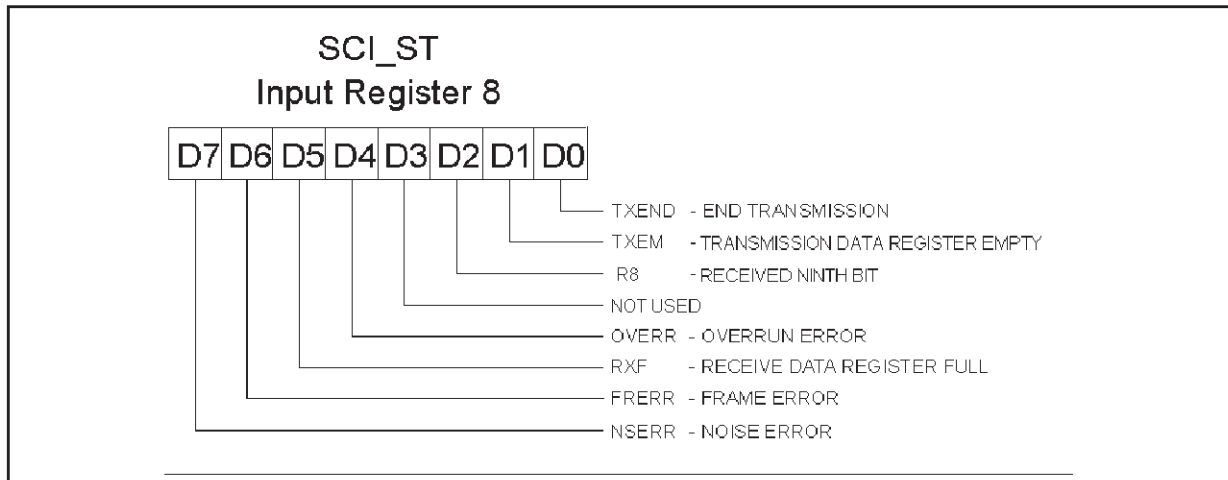 SCI_ST
Input Register 8
D7 D6 D5 D4 D3 D2 D1 D0
TXEND - END TRANSMISSION
TXEM - TRANSMISSION DATA REGISTER EMPTY
R8 - RECEIVED NINTH BIT
NOT USED
OVERR - OVERRUN ERROR
RXF - RECEIVE DATA REGISTER FULL
FRERR - FRAME ERROR
NSERR - NOISE ERROR